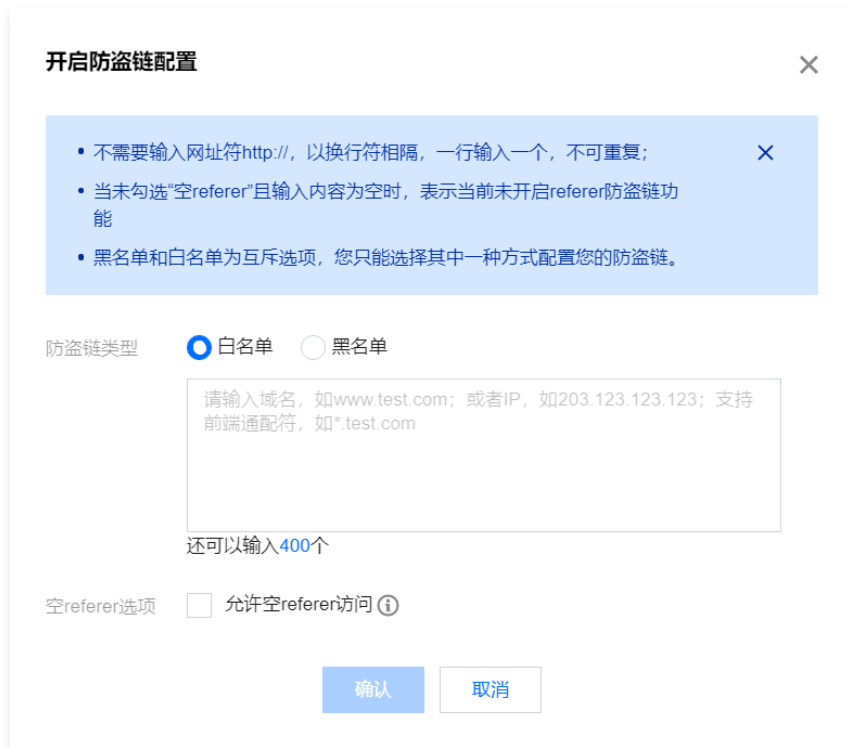 开启防盗链配置
不需要输入网址符http://，以换行符相隔，一行输入一个，不可重复；
当未勾选“空referer”且输入内容为空时，表示当前未开启referer防盗链功
能
黑名单和白名单为互斥选项，您只能选择其中一种方式配置您的防盗链。
防盗链类型 白名单 黑名单
请输入域名，如www.test.com；或者IP，如203.123.123.123；支持
前端通配符，如*.test.com
还可以输入400个
空referer选项 允许空referer访问
确认 取消